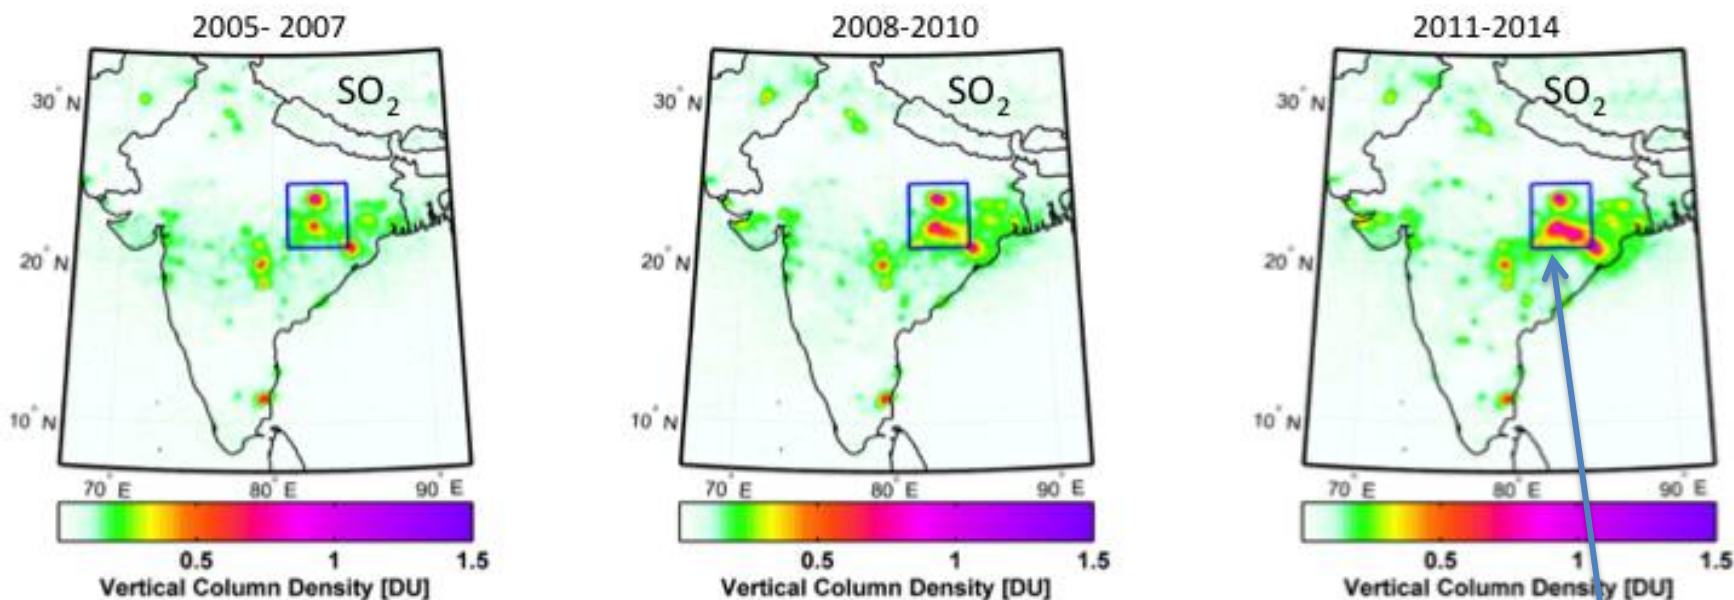 2005- 2007
SO2
30° N
20° N
10° N
70° E 80° E 90° E
0.5 1 1.5
Vertical Column Density [DU]
2008-2010
SO2
30° N
20° N
10° N
70° E 80° E 90° E
0.5 1 1.5
Vertical Column Density [DU]
2011-2014
SO2
30° N
20° N
10° N
70° E 80° E 90° E
0.5 1 1.5
Vertical Column Density [DU]